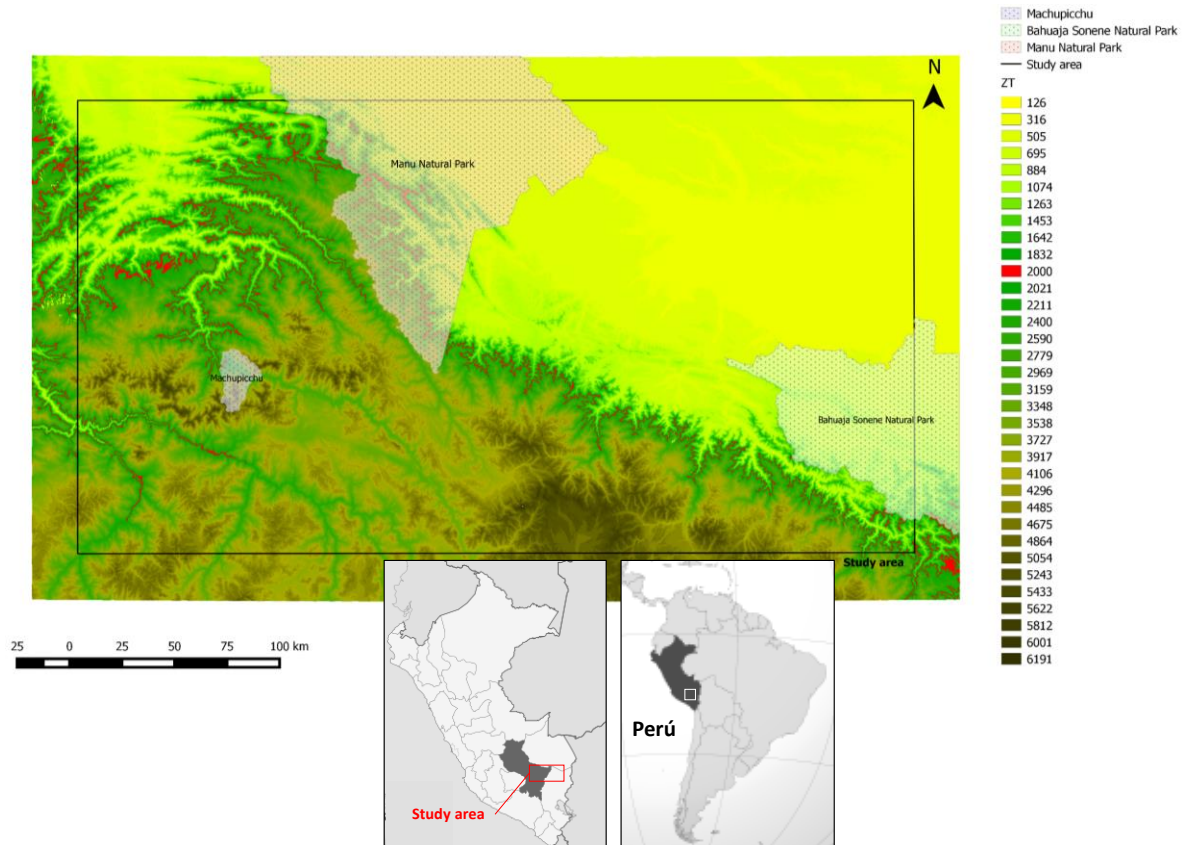 Machupicchu
Bahuaja Sonene Natural Park
Manu Natural Park
Study area
ZT
126
316
505
695
884
1074
1263
1453
1642
1832
2000
2021
2211
2400
2590
2779
2969
3159
3348
3538
3727
3917
4106
4296
4485
4675
4864
5054
5243
5433
5622
5812
6001
6191
N
Manu Natural Park
Machupicchu
Bahuaja Sonene Natural Park
Study area
25 0 25 50 75 100 km
Perú
Study area